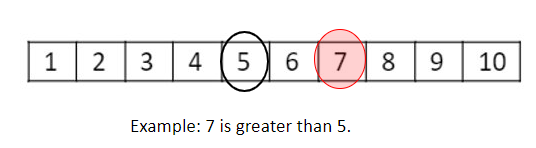 1 2 3 4 5 6 7 8 9 10
Example: 7 is greater than 5.